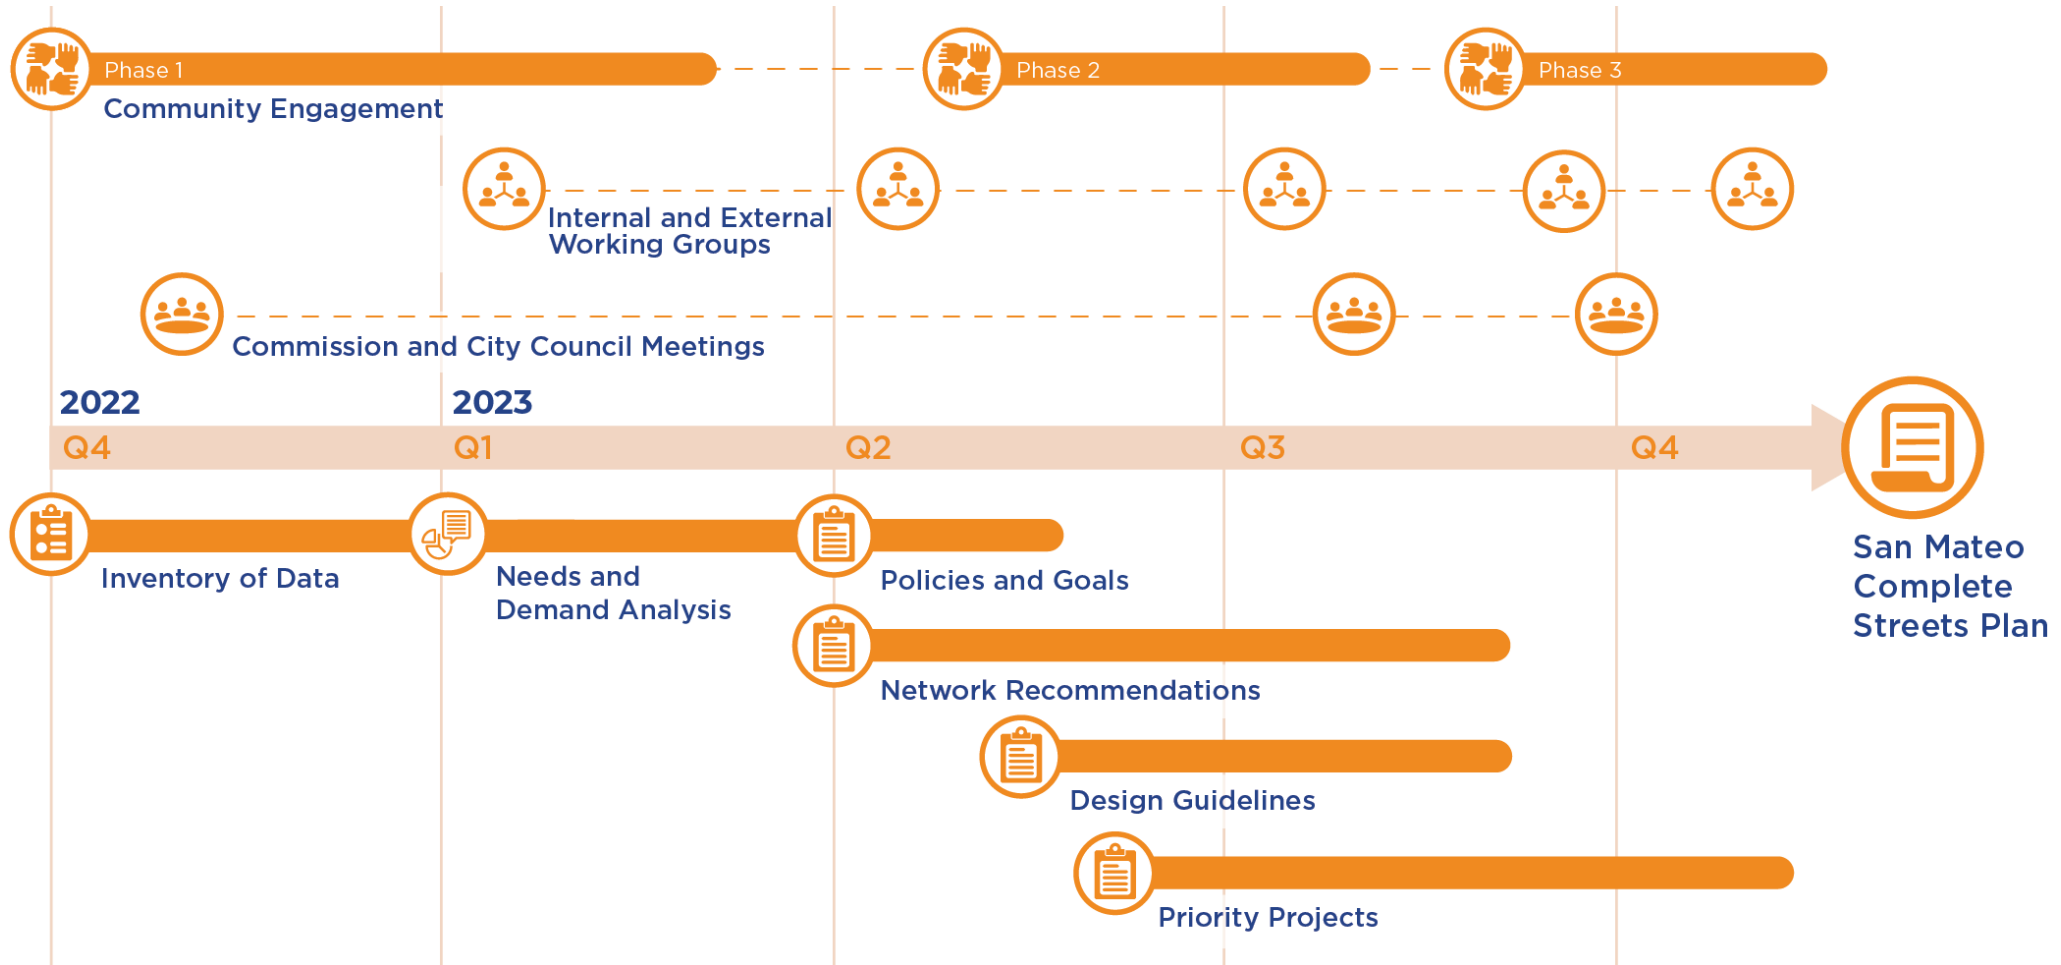 Phase 1
Phase 2
Phase 3
Community Engagement
Internal and External
Working Groups
Commission and City Council Meetings
2022
2023
Q4
Q1
Q2
Q3
Q4
Inventory of Data
Needs and
Demand Analysis
Policies and Goals
San Mateo
Complete
Streets Plan
Network Recommendations
Design Guidelines
Priority Projects